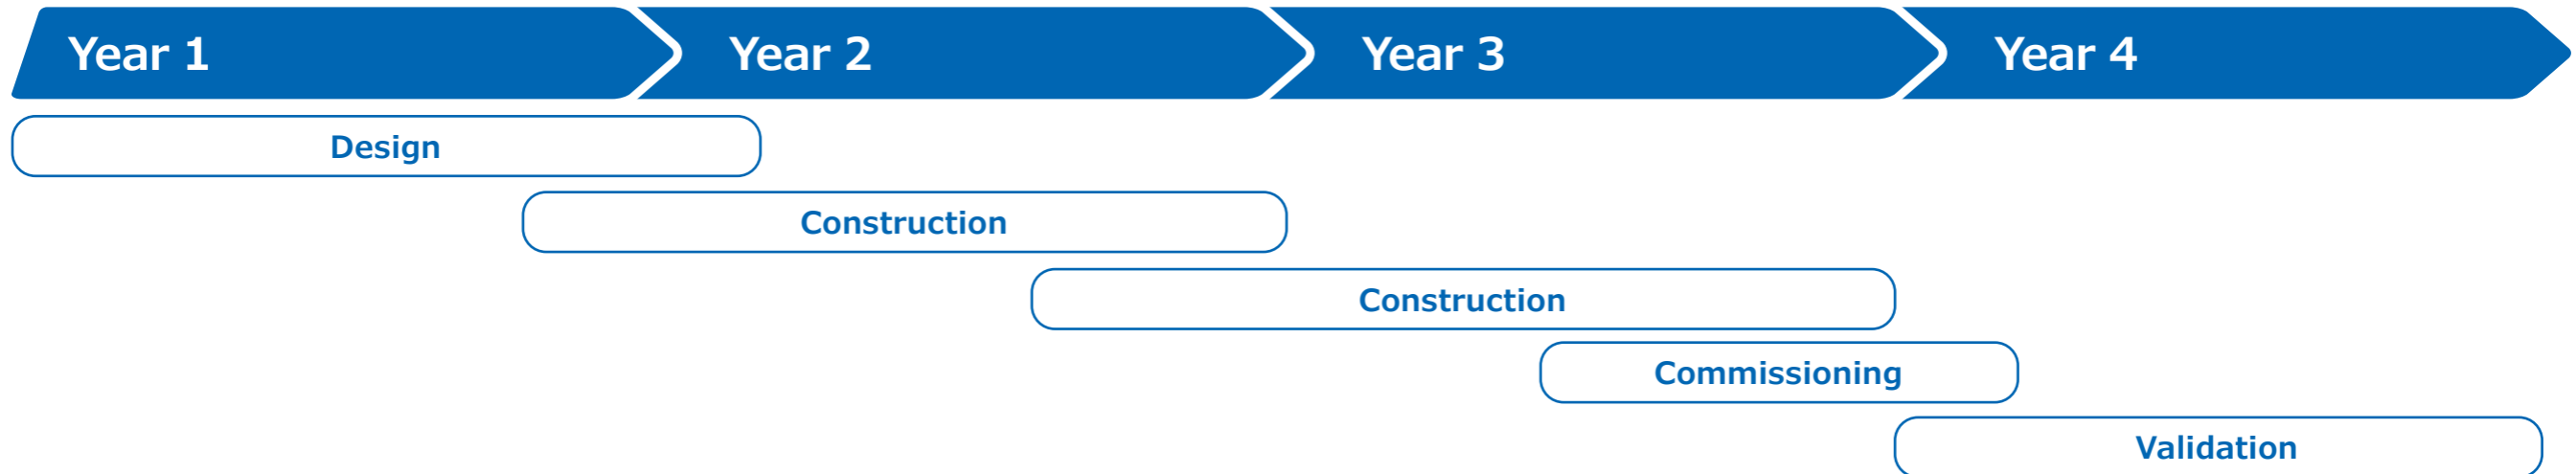 Year 1 Year 2 Year 3 Year 4
Design
Construction
Construction
Commissioning
Validation